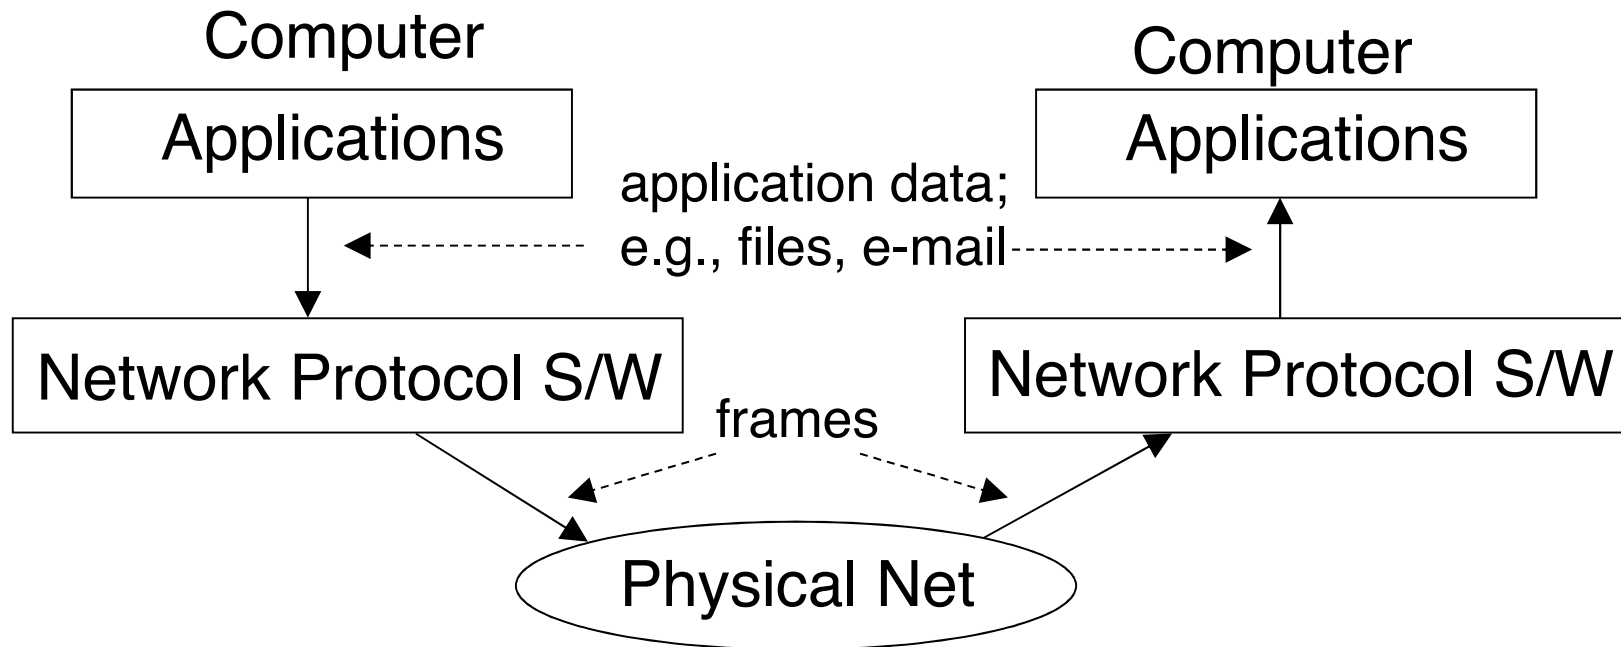 Computer
Computer
Applications
Applications
application data;
e.g., files, e-mail
Network Protocol S/W
Network Protocol S/W
frames
Physical Net